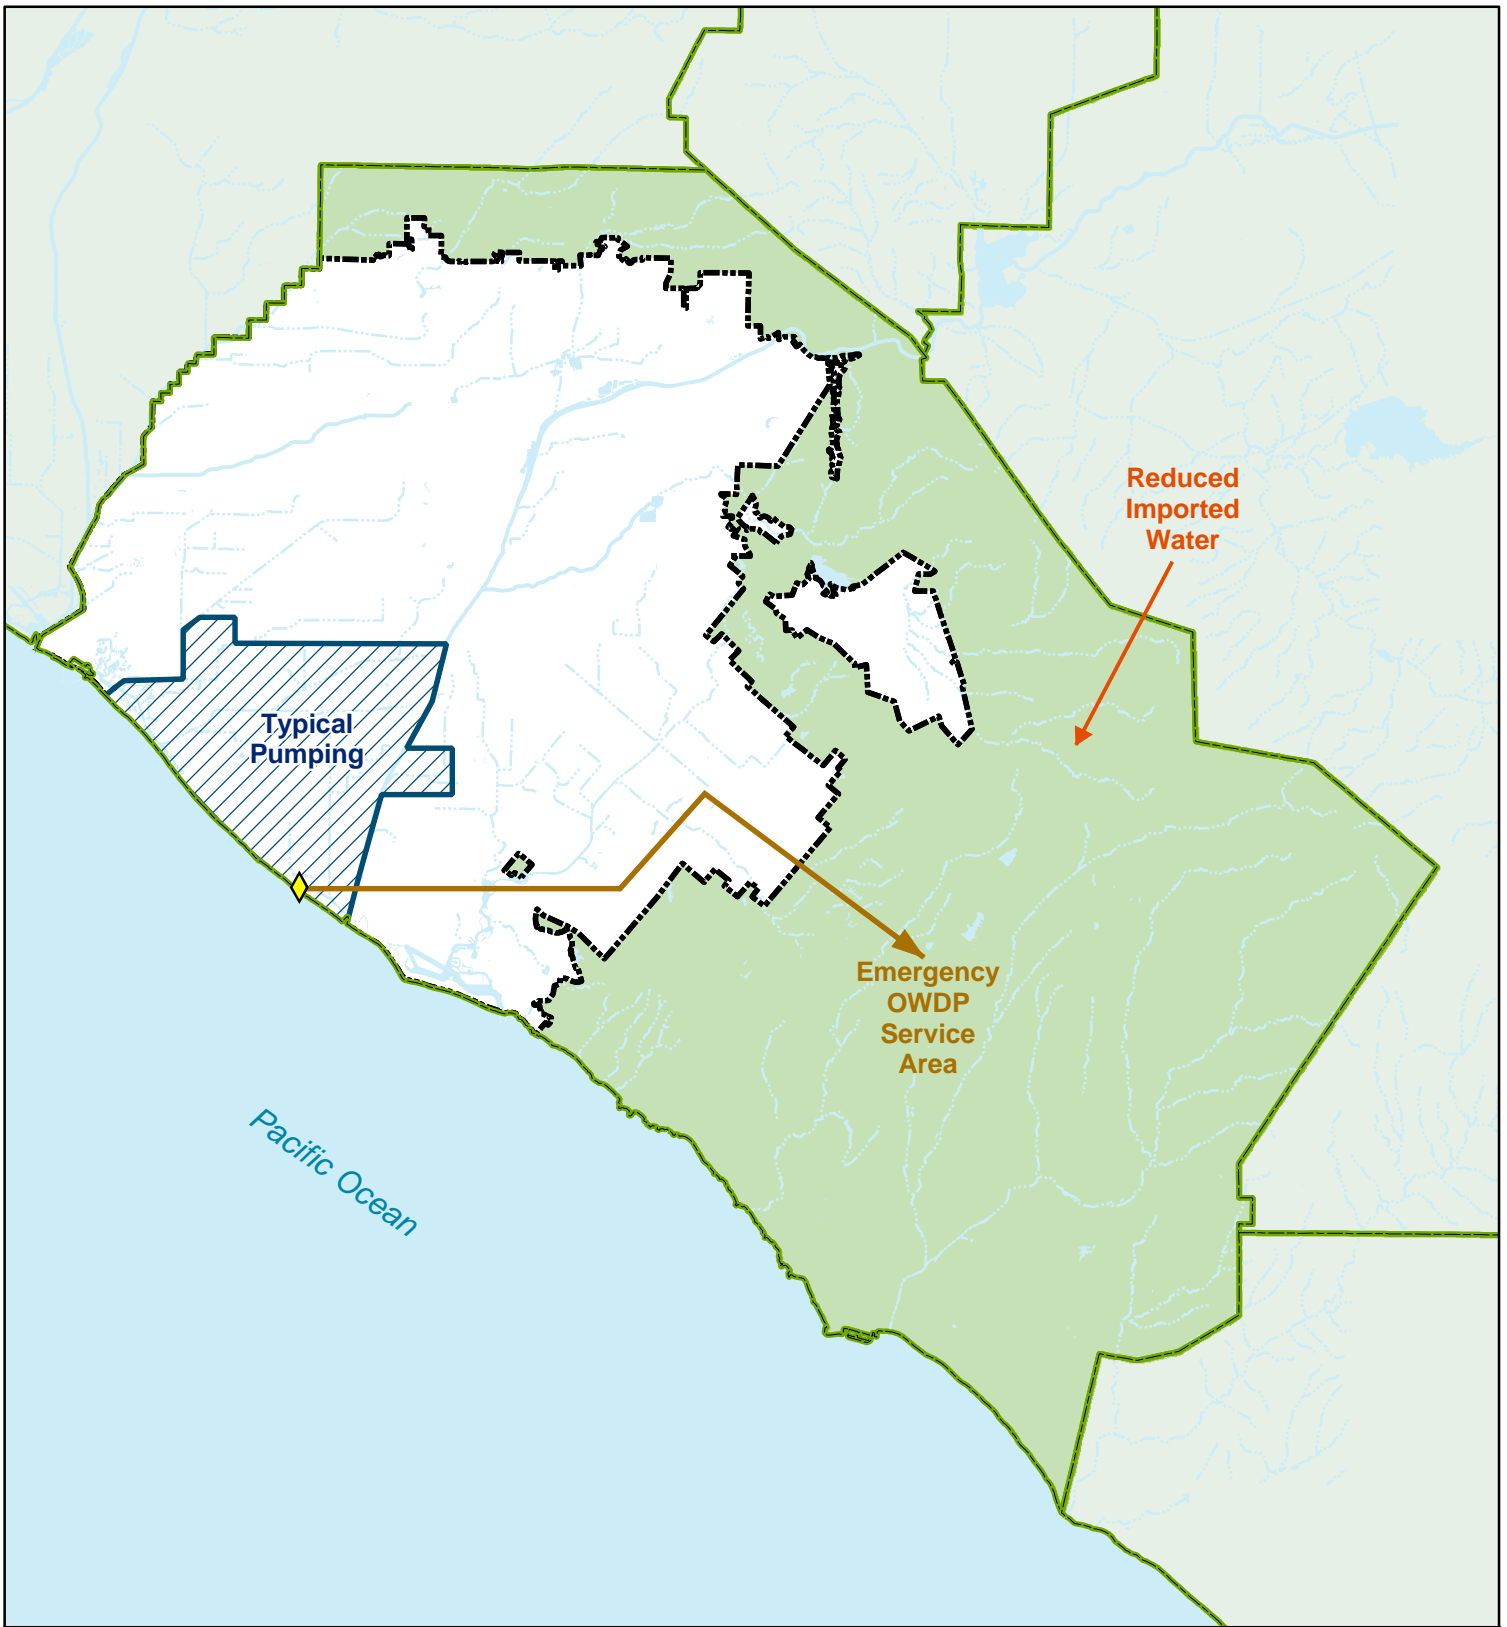 Reduced
Imported
Water
Typical
Pumping
Emergency
OWDP
Service
Area
Pacific Ocean